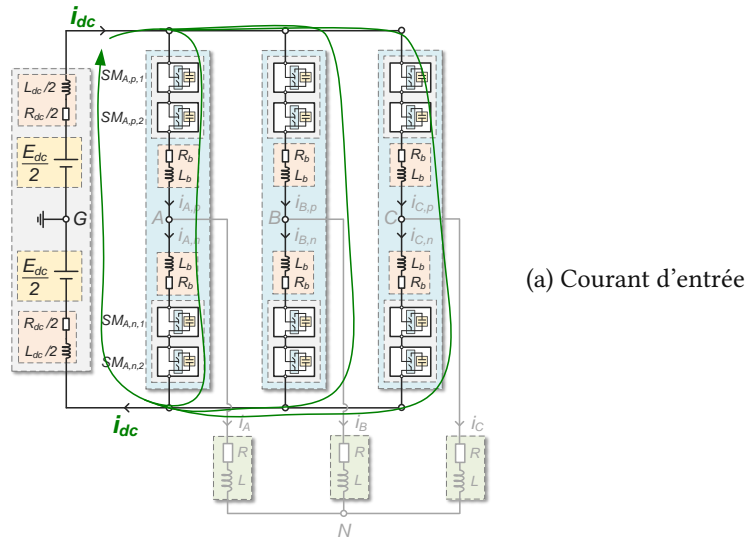 i_dc
SM_A,p,1
SM_A,p,2
L_dc/2
R_dc/2
E_dc/2
G
E_dc/2
R_dc/2
L_dc/2
R_b R_b R_b
L_b L_b L_b
i_A,p i_B,p i_C,p
A B C
i_A,n i_B,n i_C,n
L_b L_b L_b
R_b R_b R_b
(a) Courant d'entrée
SM_A,n,1
SM_A,n,2
i_dc
i_A i_B i_C
R R R
L L L
N